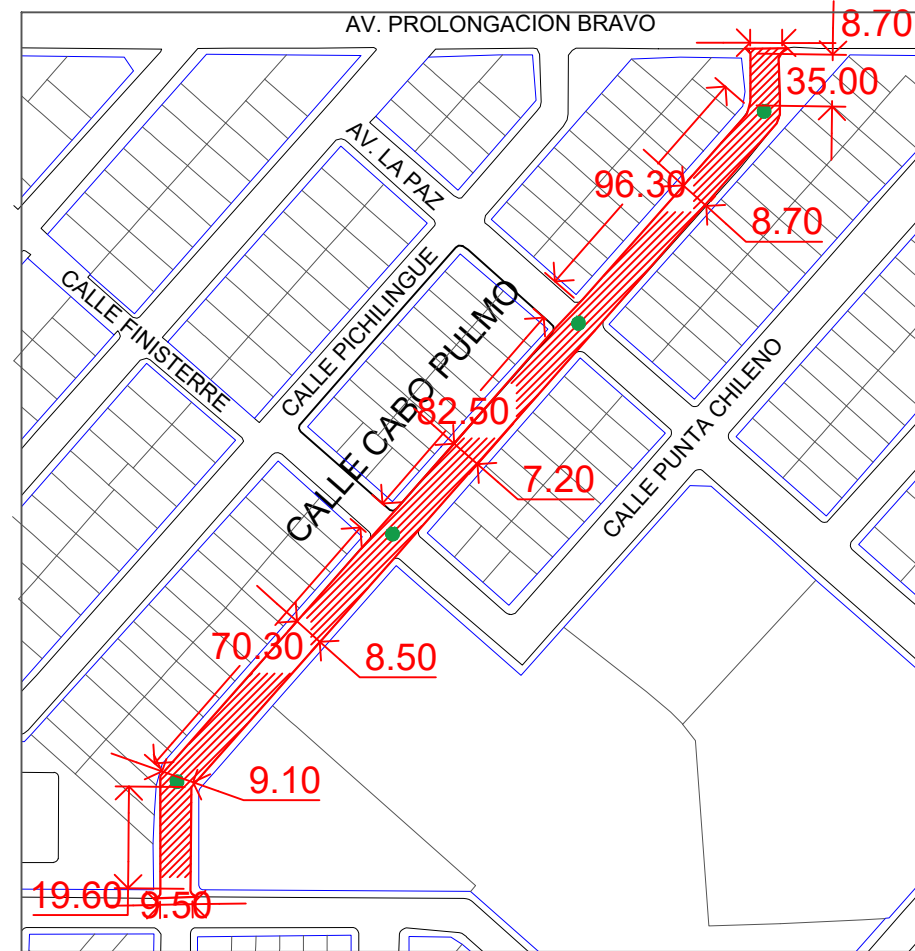 AV. PROLONGACION BRAVO
8.70
35.00
AV. LA PAZ
96.30
8.70
CALLE PICHILINGUE
CALLE FINISTERRE
CALLE CABO PULMO
82.50
CALLE PUNTA CHILENO
7.20
70.30
8.50
9.10
19.60
9.50